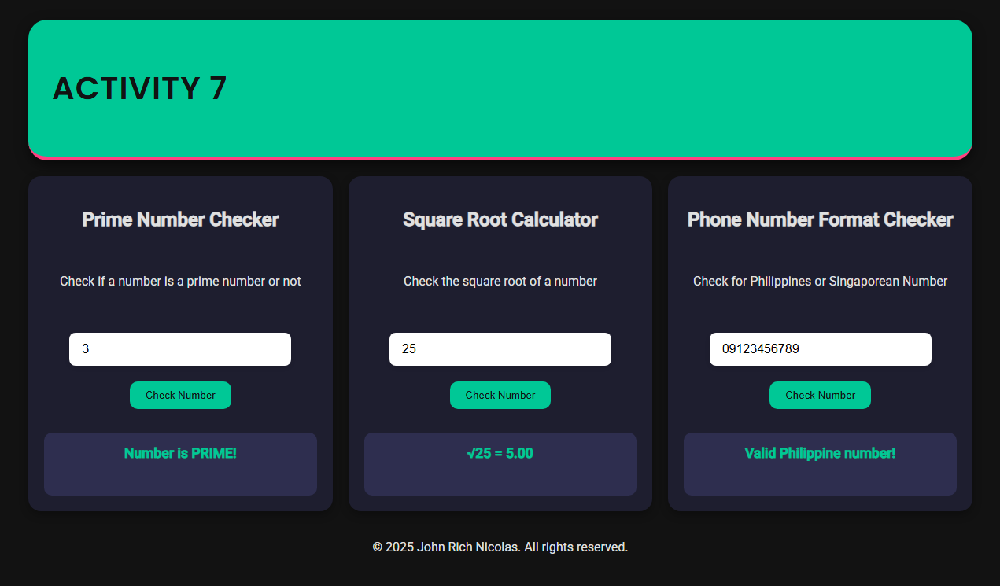 ACTIVITY 7
Prime Number Checker
Check if a number is a prime number or not
3
Check Number
Number is PRIME!
Square Root Calculator
Check the square root of a number
25
Check Number
√25 = 5.00
Phone Number Format Checker
Check for Philippines or Singaporean Number
09123456789
Check Number
Valid Philippine number!
© 2025 John Rich Nicolas. All rights reserved.